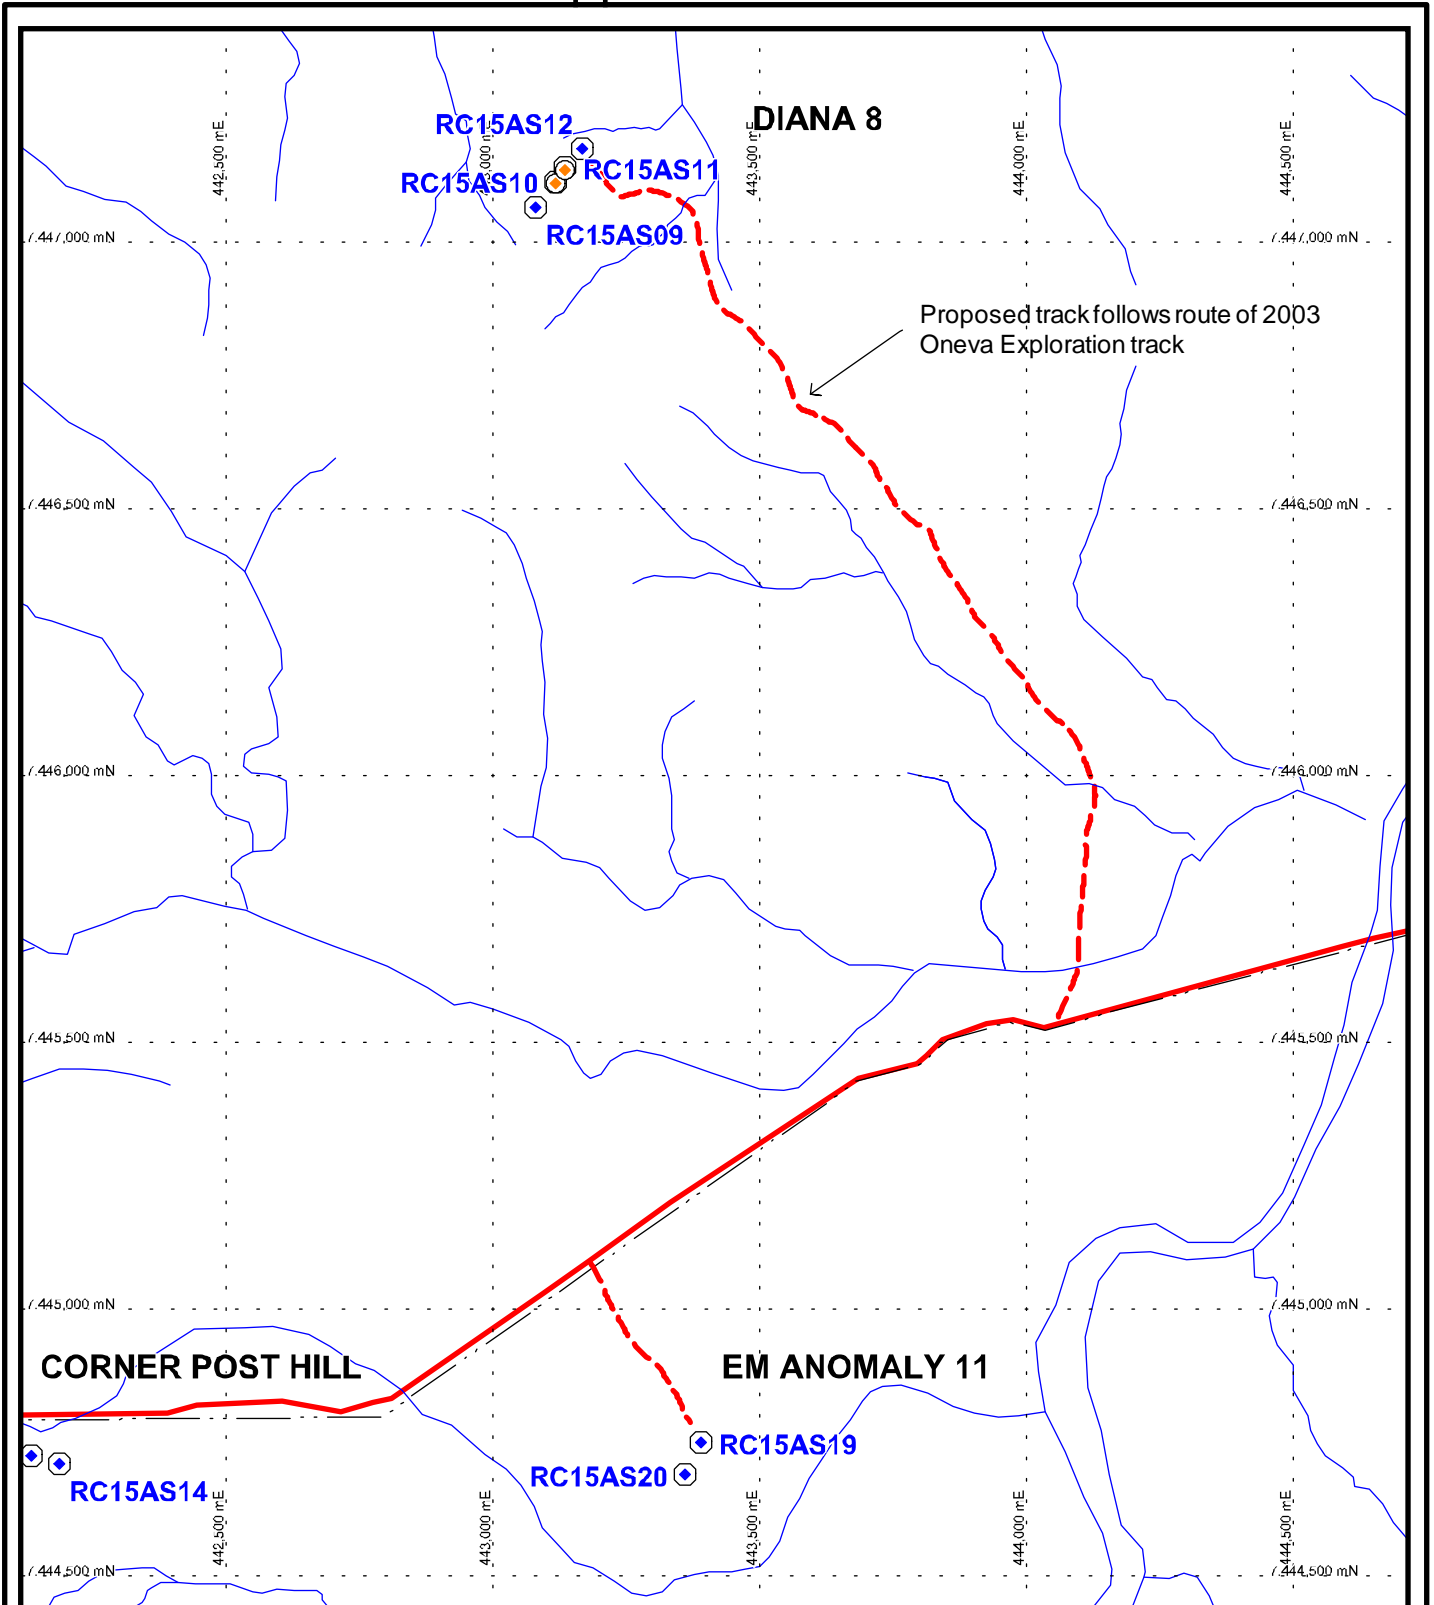 DIANA 8
RC15AS12
442,500 mE
443,000 mE
443,500 mE
444,000 mE
444,500 mE
RC15AS11
RC15AS10
RC15AS09
7,447,000 mN
7,447,000 mN
Proposed track follows route of 2003
Oneva Exploration track
7,446,500 mN
7,446,500 mN
7,446,000 mN
7,446,000 mN
7,445,500 mN
7,445,500 mN
7,445,000 mN
7,445,000 mN
CORNER POST HILL
EM ANOMALY 11
RC15AS19
RC15AS20
RC15AS14
442,500 mE
443,000 mE
443,500 mE
444,000 mE
444,500 mE
7,444,500 mN
7,444,500 mN